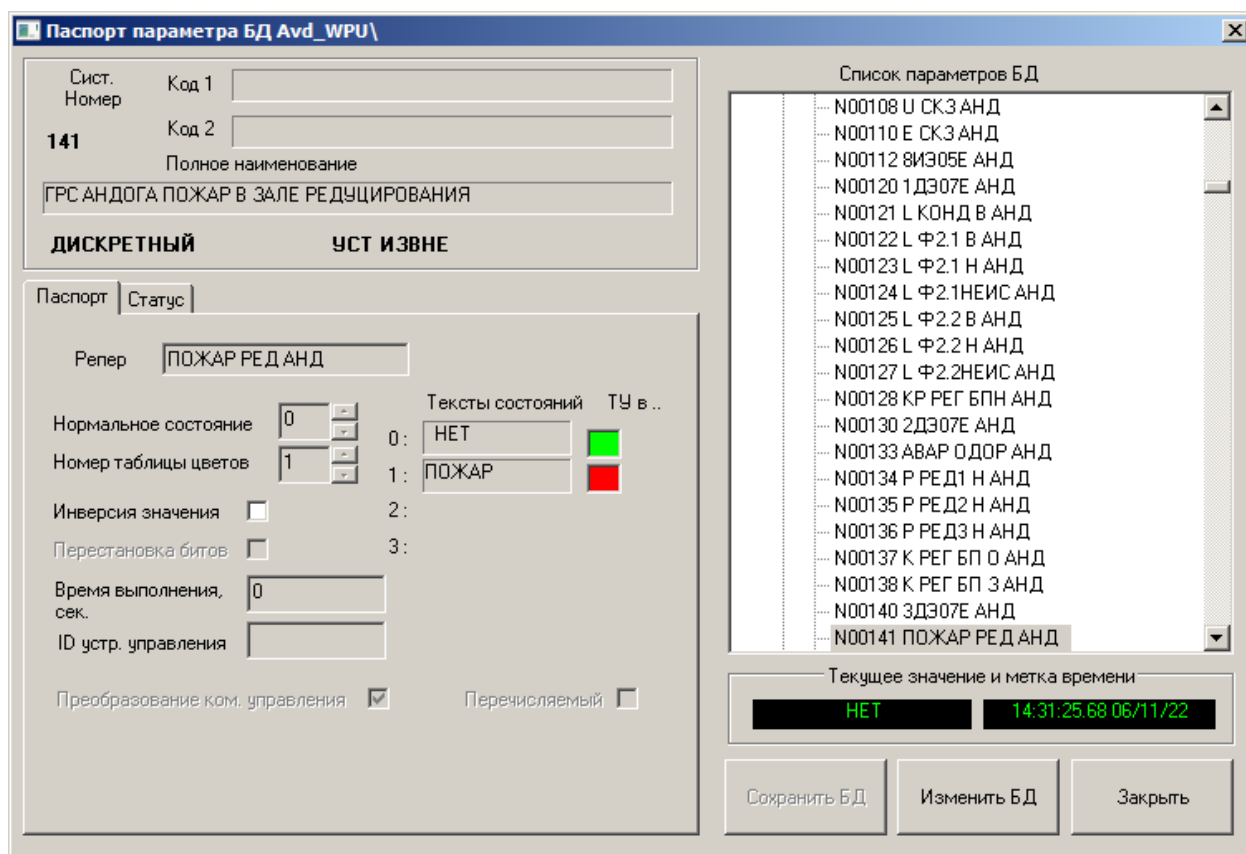 Паспорт параметра БД Avd_WPU\
Сист.
Номер
141
Код 1
Код 2
Полное наименование
ГРС АНДОГА ПОЖАР В ЗАЛЕ РЕДУЦИРОВАНИЯ
ДИСКРЕТНЫЙ УСТ ИЗВНЕ
Паспорт Статус
Репер ПОЖАР РЕД АНД
Нормальное состояние 0
Номер таблицы цветов 1
Тексты состояний ТУ в ..
0 : НЕТ
1 : ПОЖАР
2 :
3 :
Инверсия значения
Перестановка битов
Время выполнения,
сек.
0
ID устр. управления
Преобразование ком. управления Перечисляемый
Список параметров БД
N00108 U СКЗ АНД
N00110 Е СКЗ АНД
N00112 8ИЭ05Е АНД
N00120 1ДЭ07Е АНД
N00121 L КОНД В АНД
N00122 L Ф2.1 В АНД
N00123 L Ф2.1 Н АНД
N00124 L Ф2.1НЕИС АНД
N00125 L Ф2.2 В АНД
N00126 L Ф2.2 Н АНД
N00127 L Ф2.2НЕИС АНД
N00128 КР РЕГ БПН АНД
N00130 2ДЭ07Е АНД
N00133 АВАР ОДОР АНД
N00134 Р РЕД1 Н АНД
N00135 Р РЕД2 Н АНД
N00136 Р РЕД3 Н АНД
N00137 К РЕГ БП О АНД
N00138 К РЕГ БП З АНД
N00140 3ДЭ07Е АНД
N00141 ПОЖАР РЕД АНД
Текущее значение и метка времени
НЕТ 14:31:25.68 06/11/22
Сохранить БД Изменить БД Закрыть